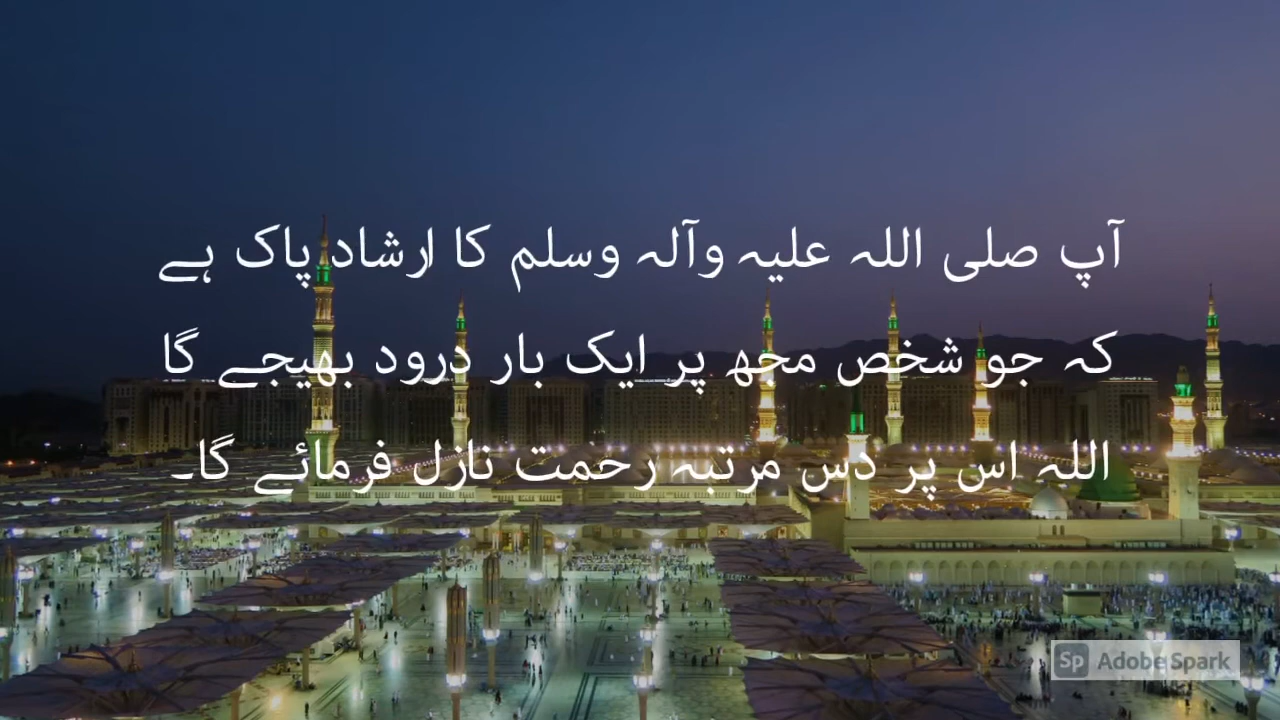 آپ صلی اللہ علیہ وآلہ وسلم کا ارشاد پاک ہے
کہ جو شخص مجھ پر ایک بار درود بھیجے گا
اللہ اس پر دس مرتبہ رحمت نازل فرمائے گا۔
Sp Adobe Spark